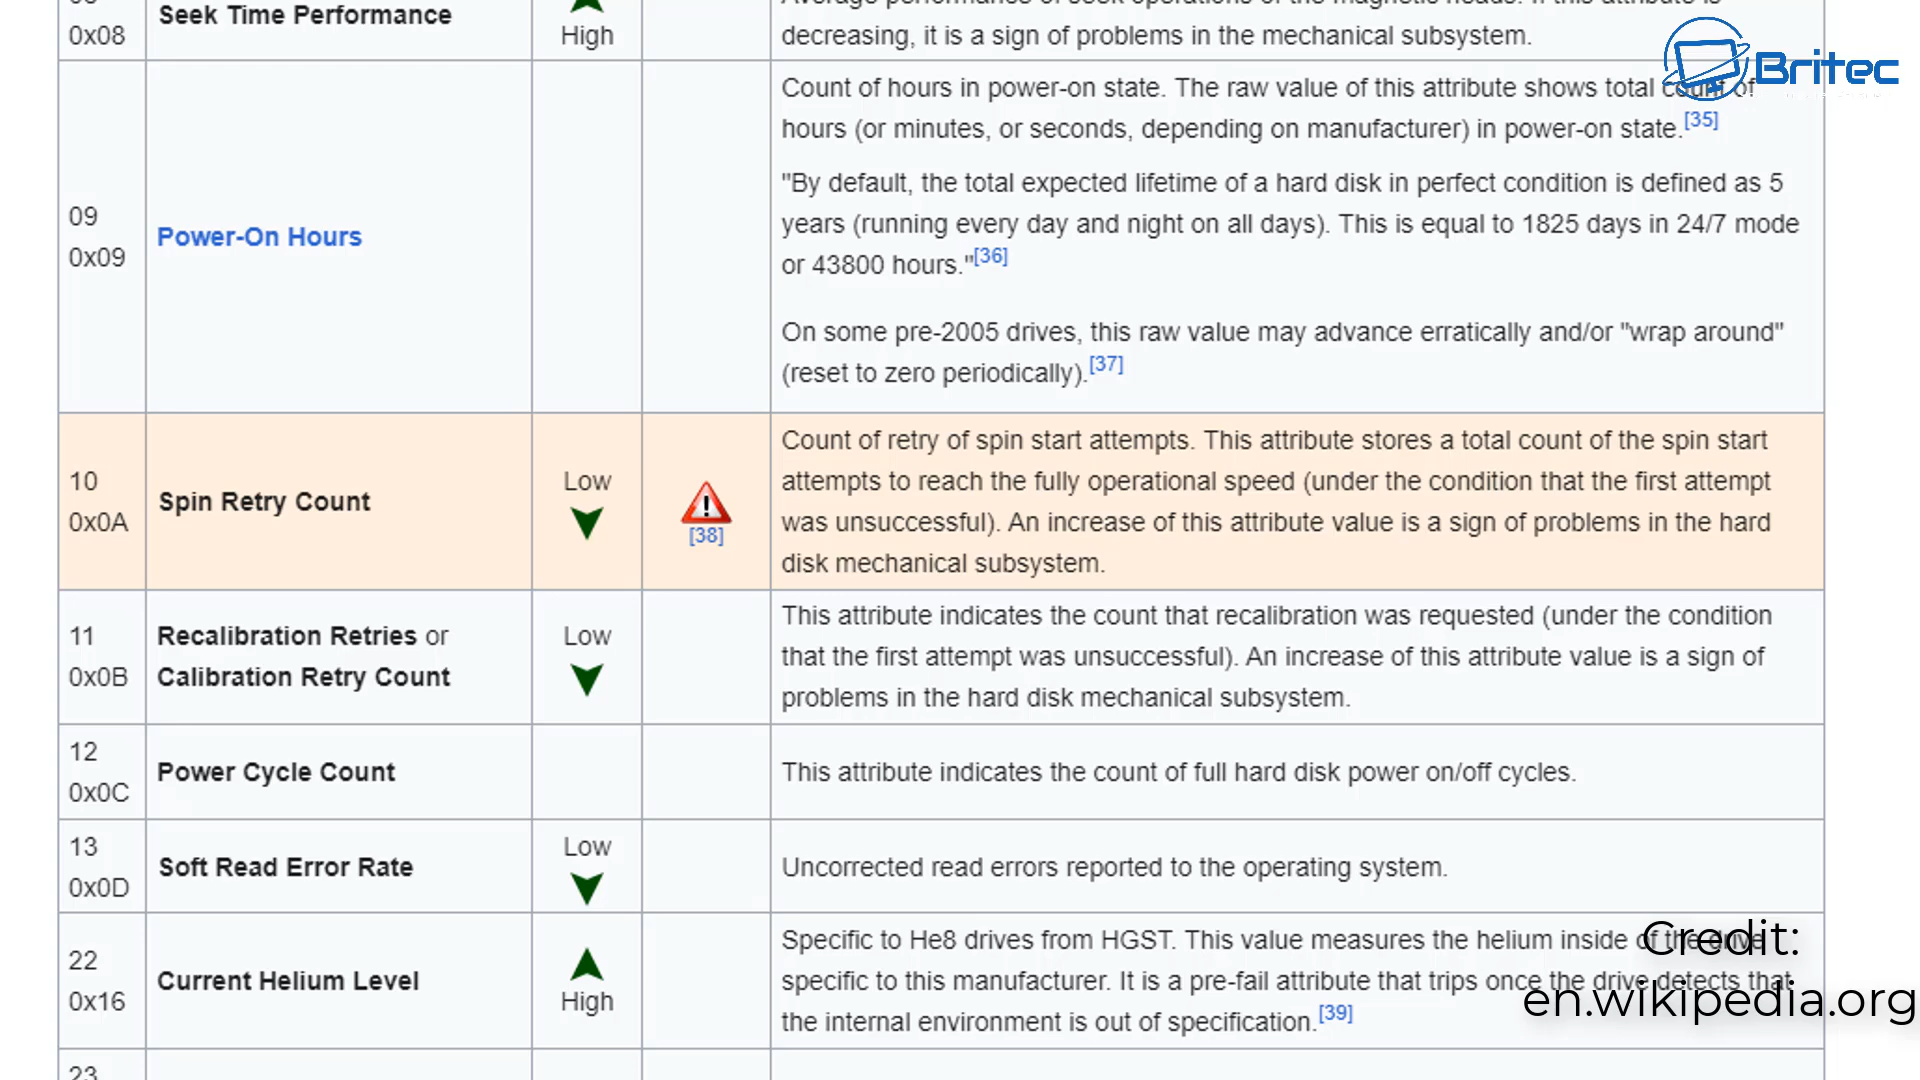 Seek Time Performance
0x08
High
decreasing, it is a sign of problems in the mechanical subsystem.
Britec
09
0x09
Power-On Hours
Count of hours in power-on state. The raw value of this attribute shows total count of
hours (or minutes, or seconds, depending on manufacturer) in power-on state.[35]
"By default, the total expected lifetime of a hard disk in perfect condition is defined as 5
years (running every day and night on all days). This is equal to 1825 days in 24/7 mode
or 43800 hours."[36]
On some pre-2005 drives, this raw value may advance erratically and/or "wrap around"
(reset to zero periodically).[37]
10
0x0A
Spin Retry Count
Low
[38]
Count of retry of spin start attempts. This attribute stores a total count of the spin start
attempts to reach the fully operational speed (under the condition that the first attempt
was unsuccessful). An increase of this attribute value is a sign of problems in the hard
disk mechanical subsystem.
11
0x0B
Recalibration Retries or
Calibration Retry Count
Low
This attribute indicates the count that recalibration was requested (under the condition
that the first attempt was unsuccessful). An increase of this attribute value is a sign of
problems in the hard disk mechanical subsystem.
12
0x0C
Power Cycle Count
This attribute indicates the count of full hard disk power on/off cycles.
13
0x0D
Soft Read Error Rate
Low
Uncorrected read errors reported to the operating system.
22
0x16
Current Helium Level
High
Specific to He8 drives from HGST. This value measures the helium inside of the drive
specific to this manufacturer. It is a pre-fail attribute that trips once the drive detects that
the internal environment is out of specification.[39]
Credit:
en.wikipedia.org
23